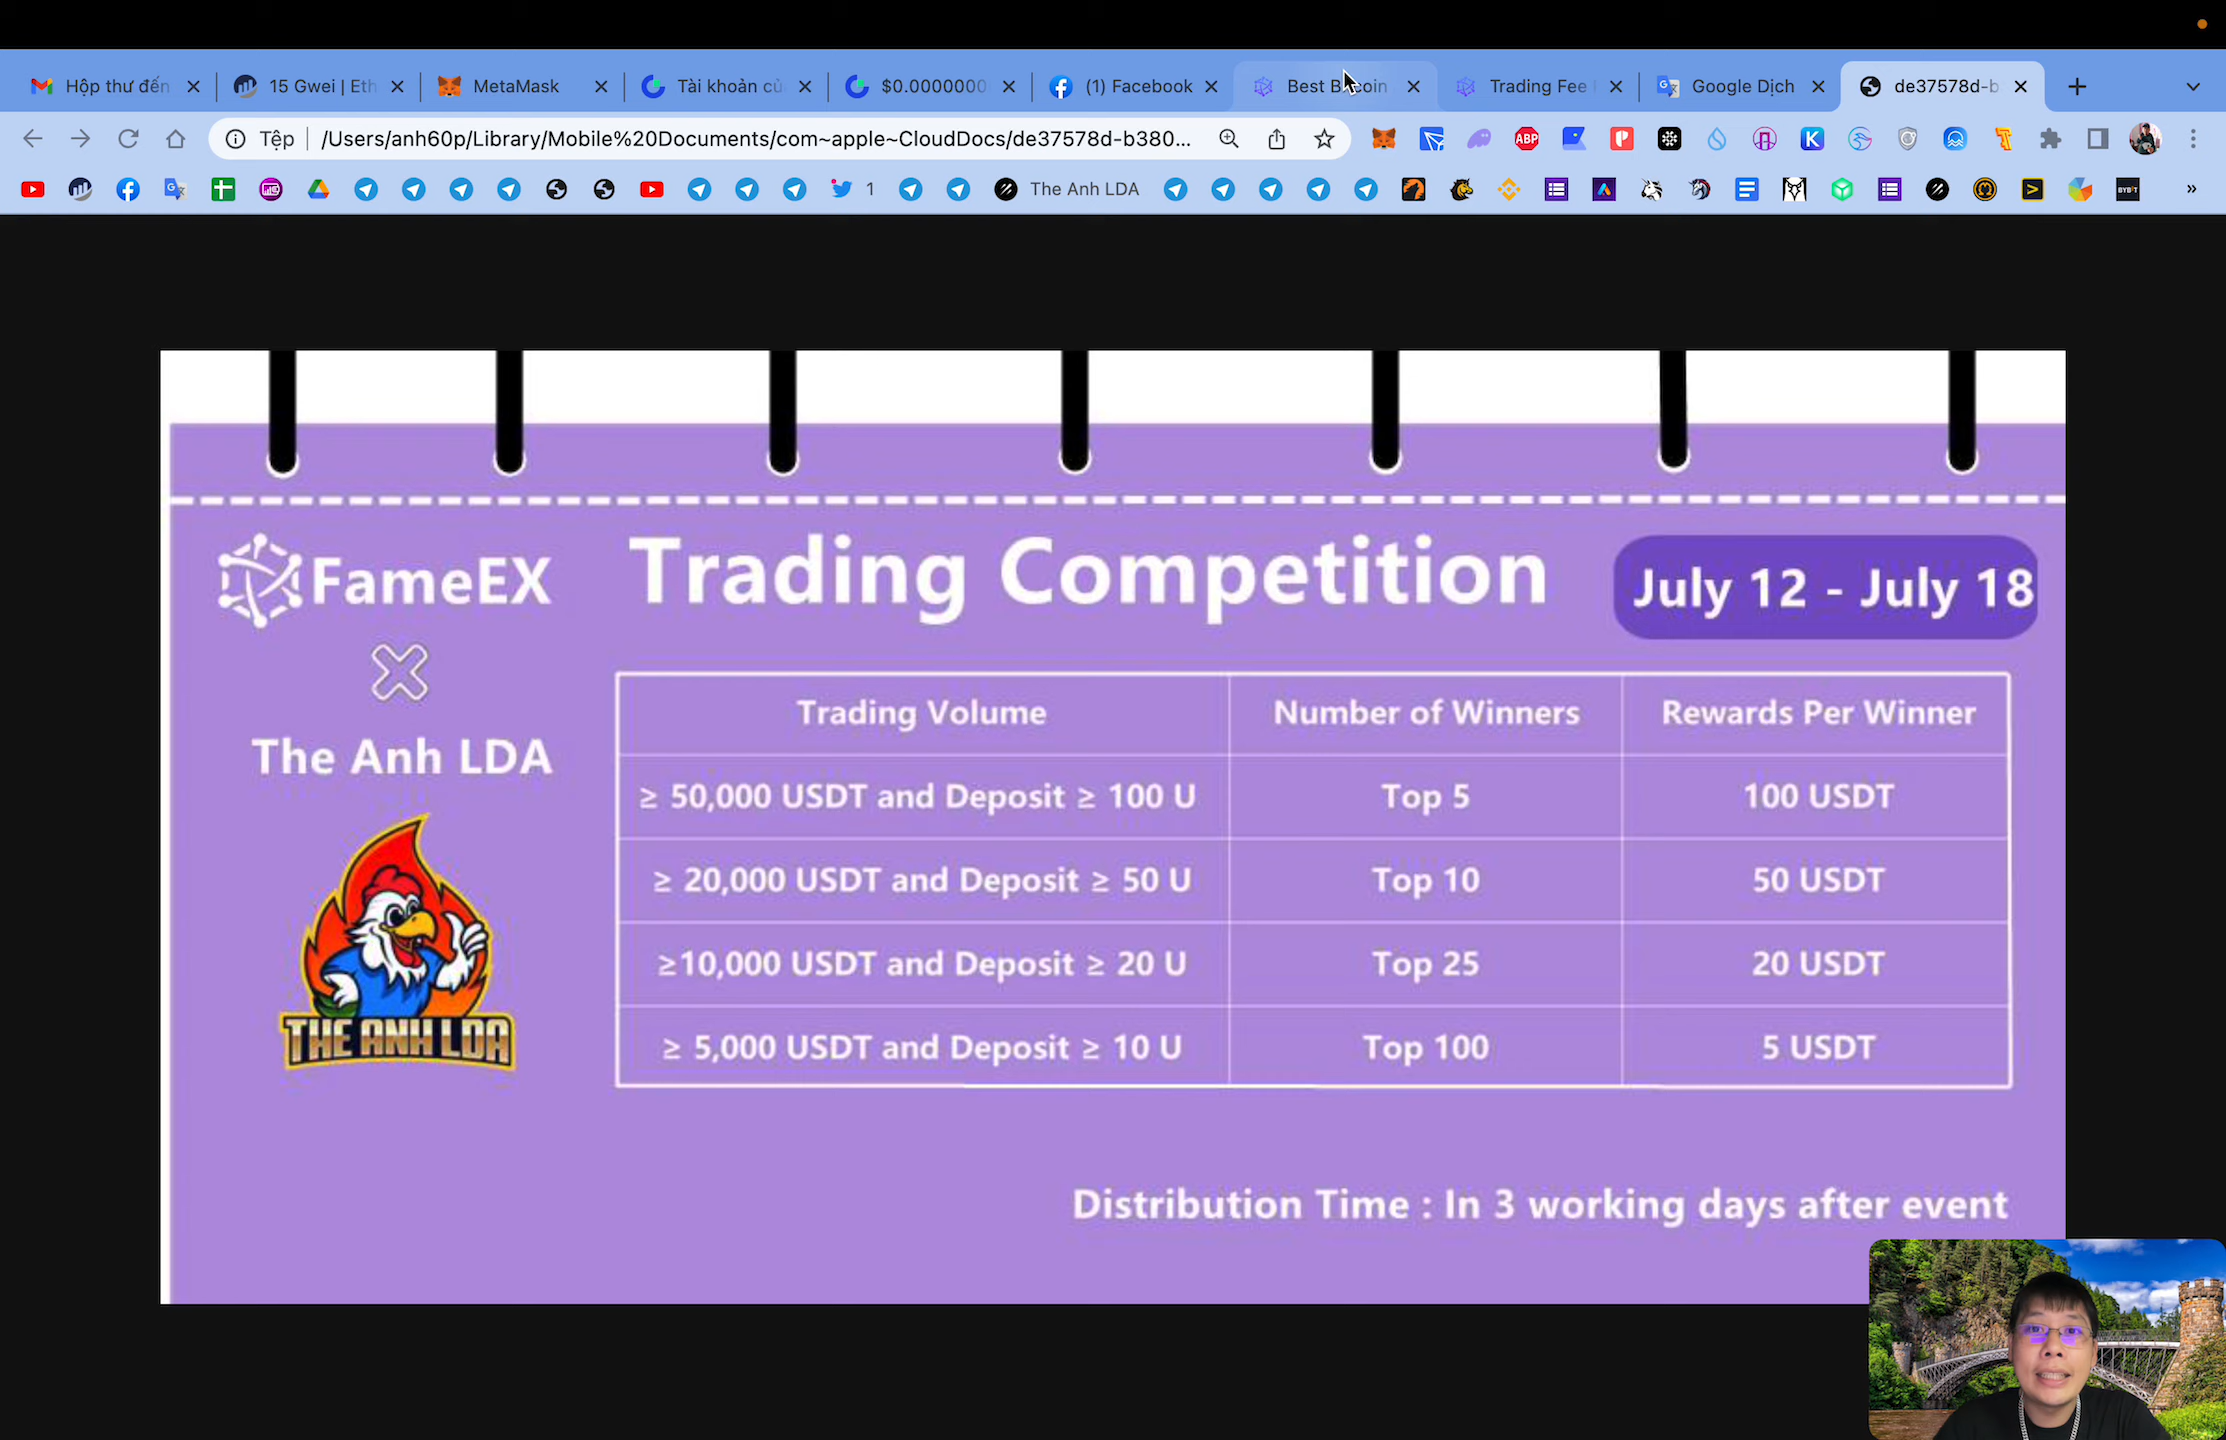 Hộp thư đến
15 Gwei | Eth
MetaMask
Tài khoản củ
$0.0000000
(1) Facebook
Best Bitcoin
Trading Fee
Google Dịch
de37578d-b
Tệp
/Users/anh60p/Library/Mobile%20Documents/com~apple~CloudDocs/de37578d-b380...
ABP
1
The Anh LDA
BYBIT
»
FameEX
Trading Competition
July 12 - July 18
The Anh LDA
THE ANH LDA
Trading Volume Number of Winners Rewards Per Winner
≥ 50,000 USDT and Deposit ≥ 100 U Top 5 100 USDT
≥ 20,000 USDT and Deposit ≥ 50 U Top 10 50 USDT
≥10,000 USDT and Deposit ≥ 20 U Top 25 20 USDT
≥ 5,000 USDT and Deposit ≥ 10 U Top 100 5 USDT
Distribution Time : In 3 working days after event